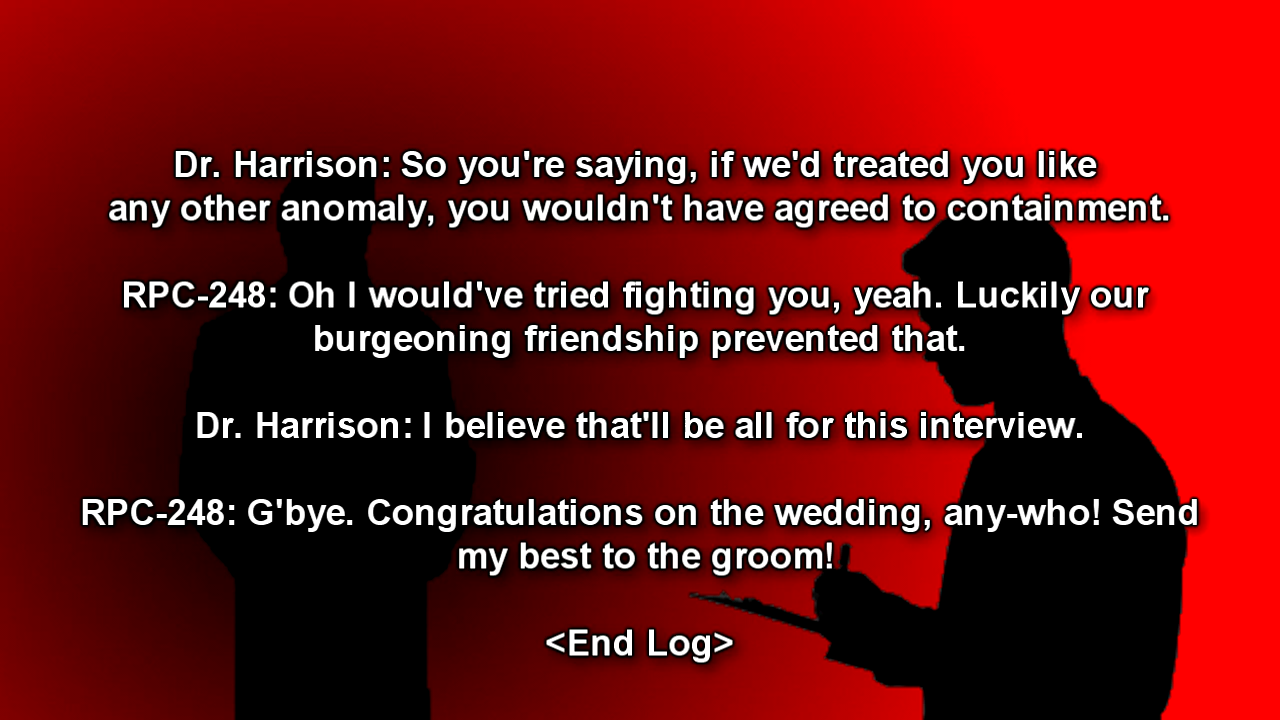 Dr. Harrison: So you're saying, if we'd treated you like
any other anomaly, you wouldn't have agreed to containment.
RPC-248: Oh I would've tried fighting you, yeah. Luckily our
burgeoning friendship prevented that.
Dr. Harrison: I believe that'll be all for this interview.
RPC-248: G'bye. Congratulations on the wedding, any-who! Send
my best to the groom!
<End Log>